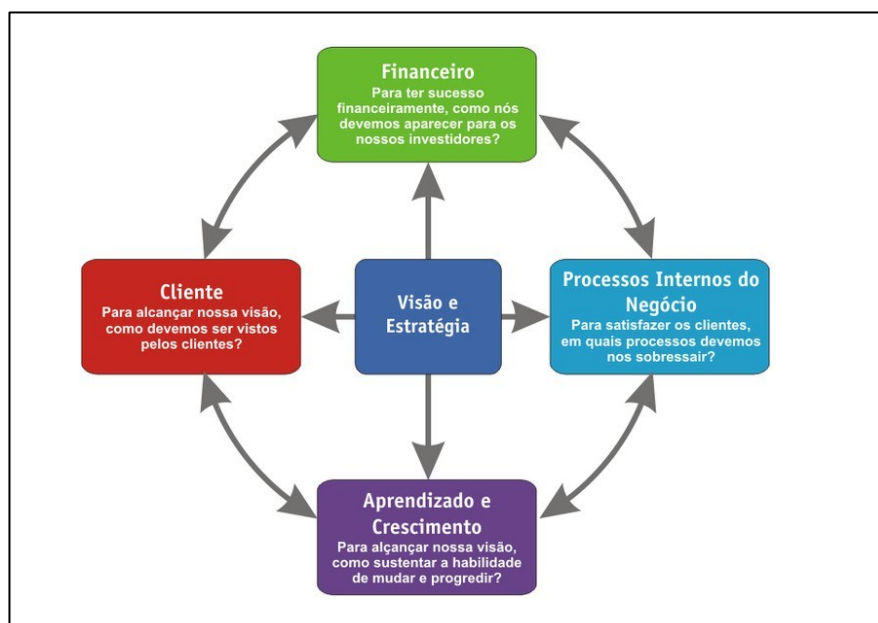 Financeiro
Para ter sucesso
financeiramente, como nós
devemos aparecer para os
nossos investidores?
Cliente
Para alcançar nossa visão,
como devemos ser vistos
pelos clientes?
Visão e
Estratégia
Processos Internos do
Negócio
Para satisfazer os clientes,
em quais processos devemos
nos sobressair?
Aprendizado e
Crescimento
Para alçançar nossa visão,
como sustentar a habilidade
de mudar e progredir?